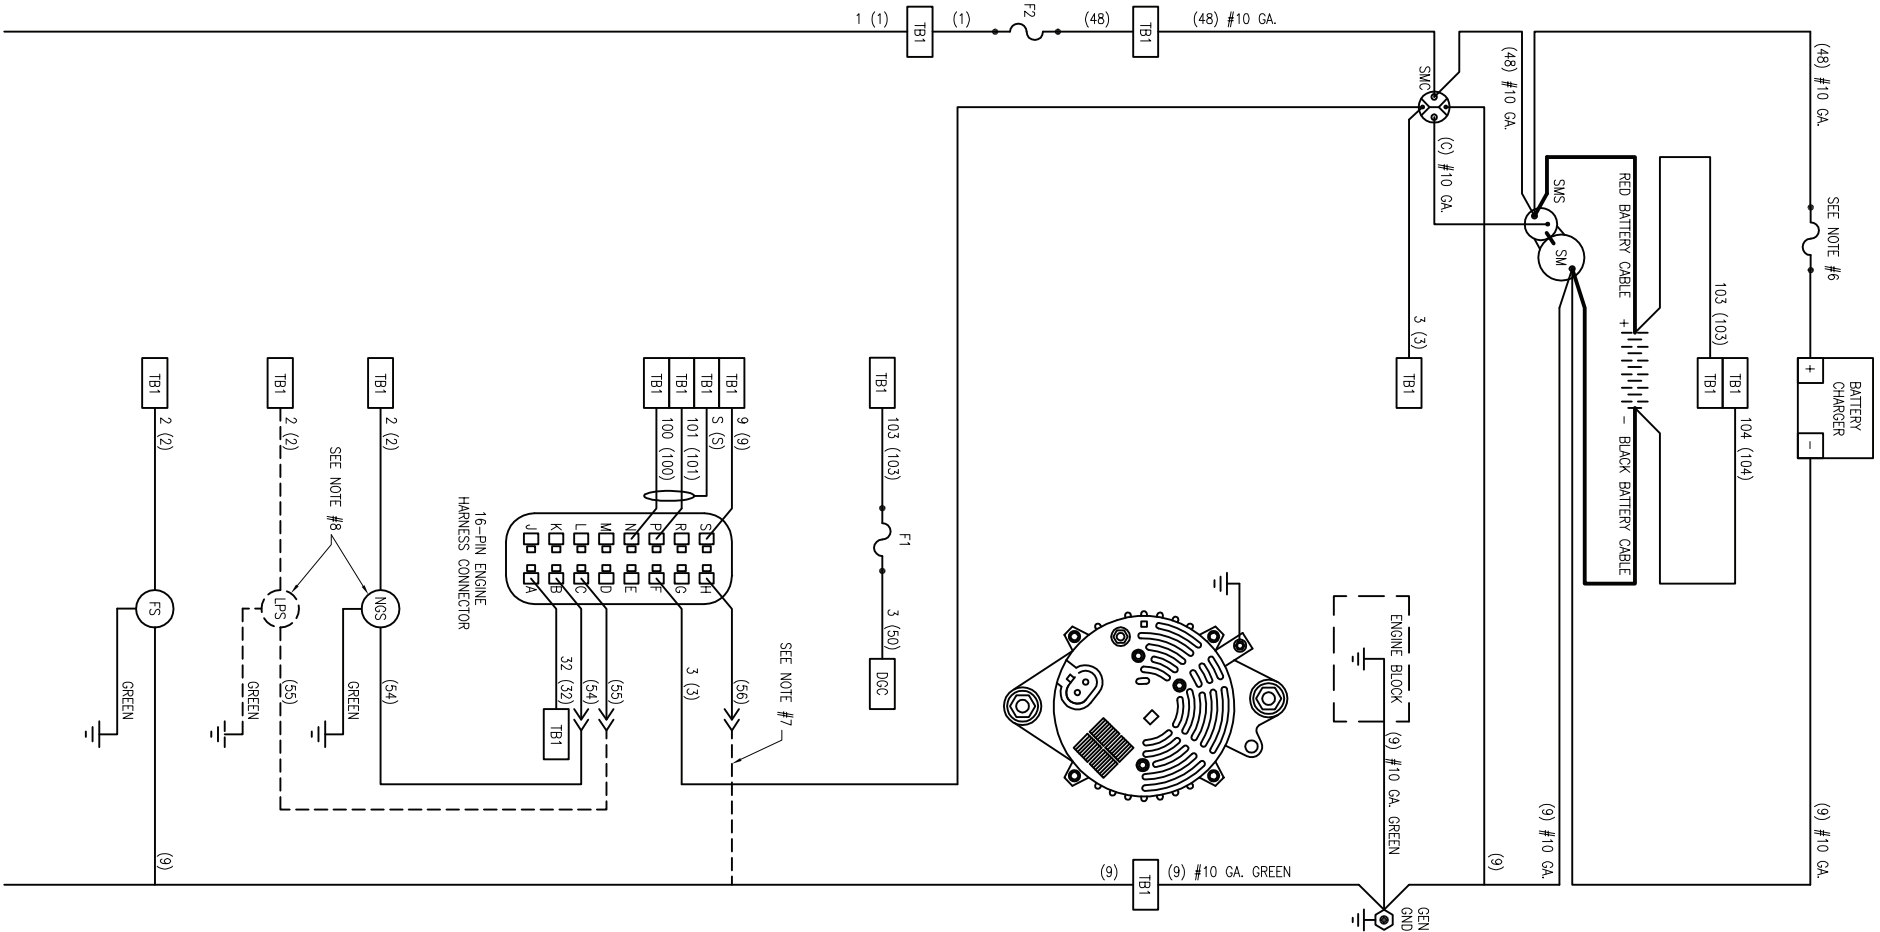 1 (1)
TB1
(1)
F2
(48)
TB1
(48) #10 GA.
SMC
(48) #10 GA.
(48) #10 GA.
SEE NOTE #6
BATTERY
CHARGER
+
-
(9) #10 GA.
SMS
SM
(C) #10 GA.
RED BATTERY CABLE
+
-
BLACK BATTERY CABLE
103 (103)
TB1
TB1
104 (104)
3 (3)
TB1
TB1
2 (2)
FS
GREEN
(9)
TB1
2 (2)
LPS
GREEN
(55)
TB1
2 (2)
SEE NOTE #8
NGS
GREEN
(54)
TB1
TB1
TB1
TB1
100 (100)
101 (101)
S (S)
9 (9)
16-PIN ENGINE
HARNESS CONNECTOR
J
K
L
M
N
P
R
S
A
B
C
D
E
F
G
H
32 (32)
TB1
(54)
(55)
3 (3)
(56)
SEE NOTE #7
TB1
103 (103)
F1
3 (50)
DGC
ENGINE BLOCK
(9) #10 GA. GREEN
(9)
TB1
(9) #10 GA. GREEN
(9)
(9) #10 GA.
GEN
GND